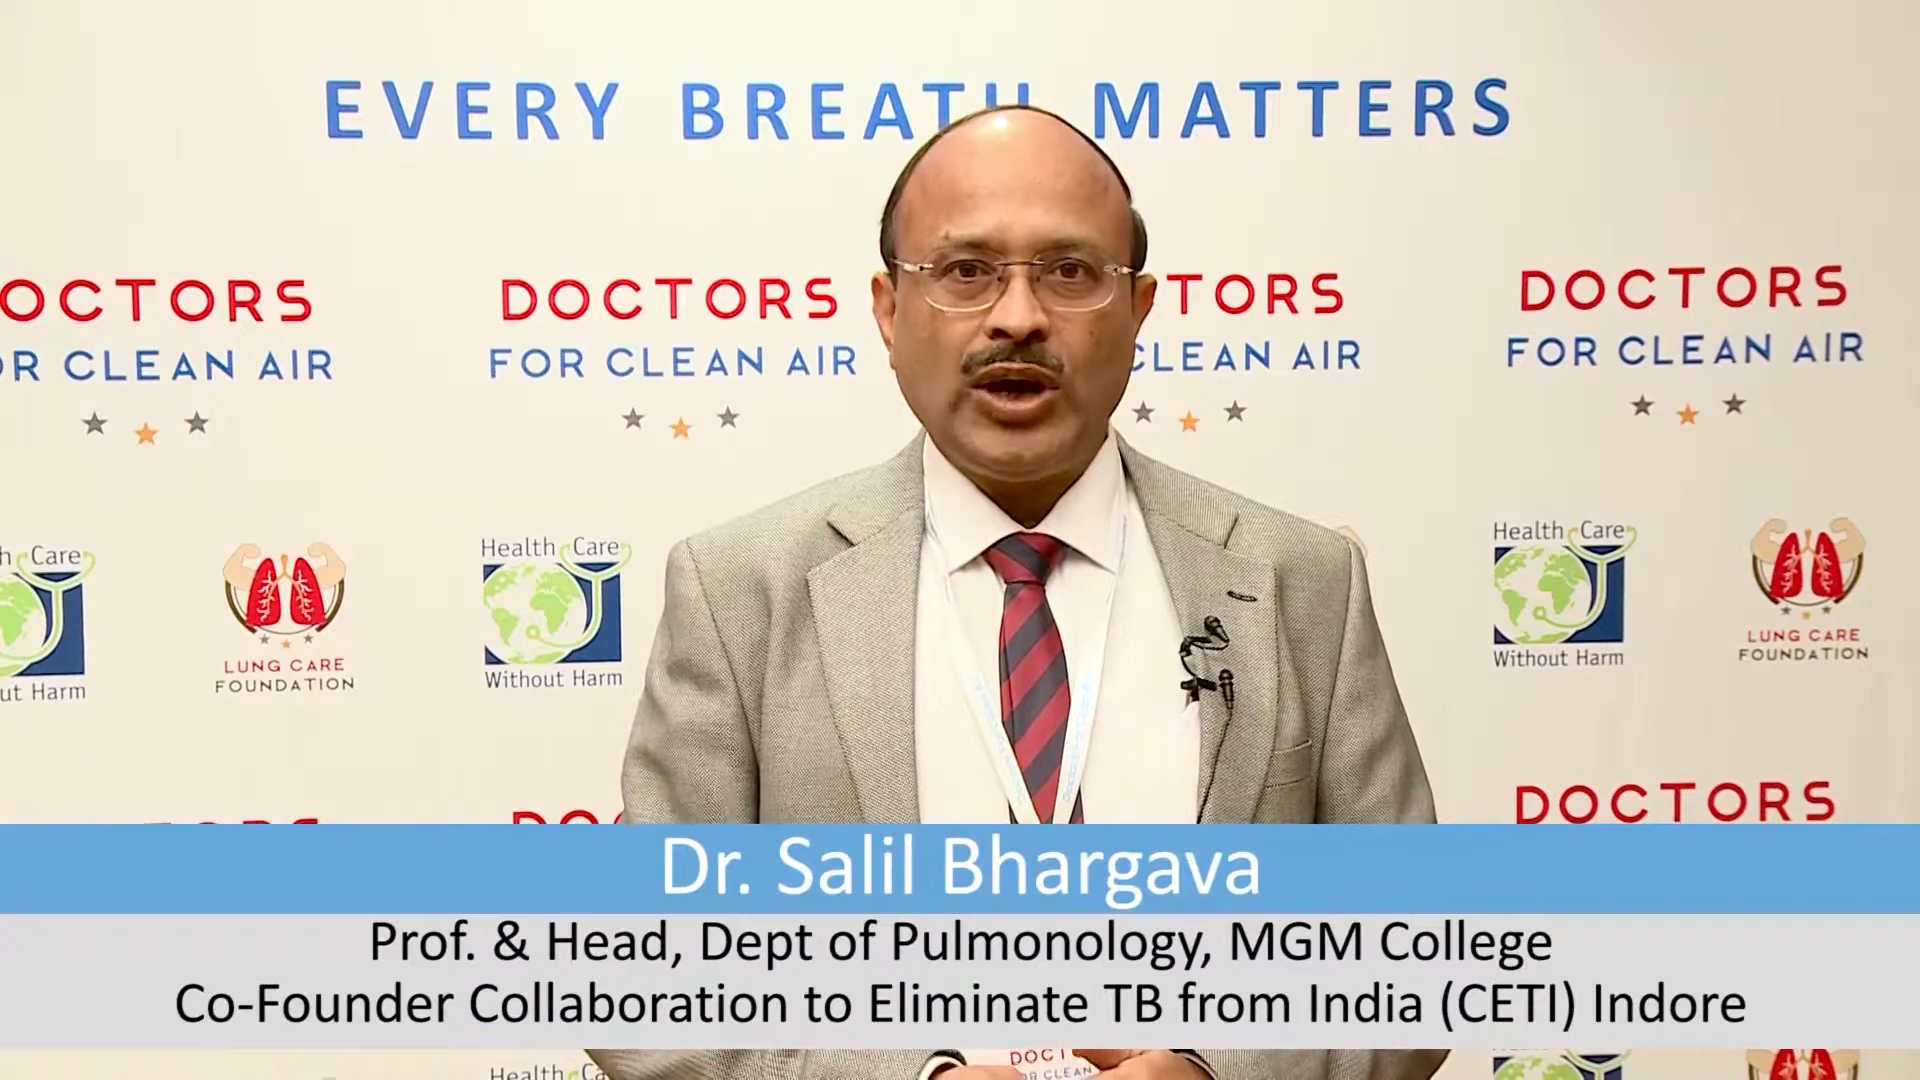 EVERY BREATH MATTERS
DOCTORS
FOR CLEAN AIR
DOCTORS
FOR CLEAN AIR
CLEAN AIR
DOCTORS
FOR CLEAN AIR
Care
Harm
LUNG CARE
FOUNDATION
Health Care
Without Harm
Health Care
Without Harm
LUNG CARE
FOUNDATION
DOCTORS
Dr. Salil Bhargava
Prof. & Head, Dept of Pulmonology, MGM College
Co-Founder Collaboration to Eliminate TB from India (CETI) Indore
CLEAN
Health